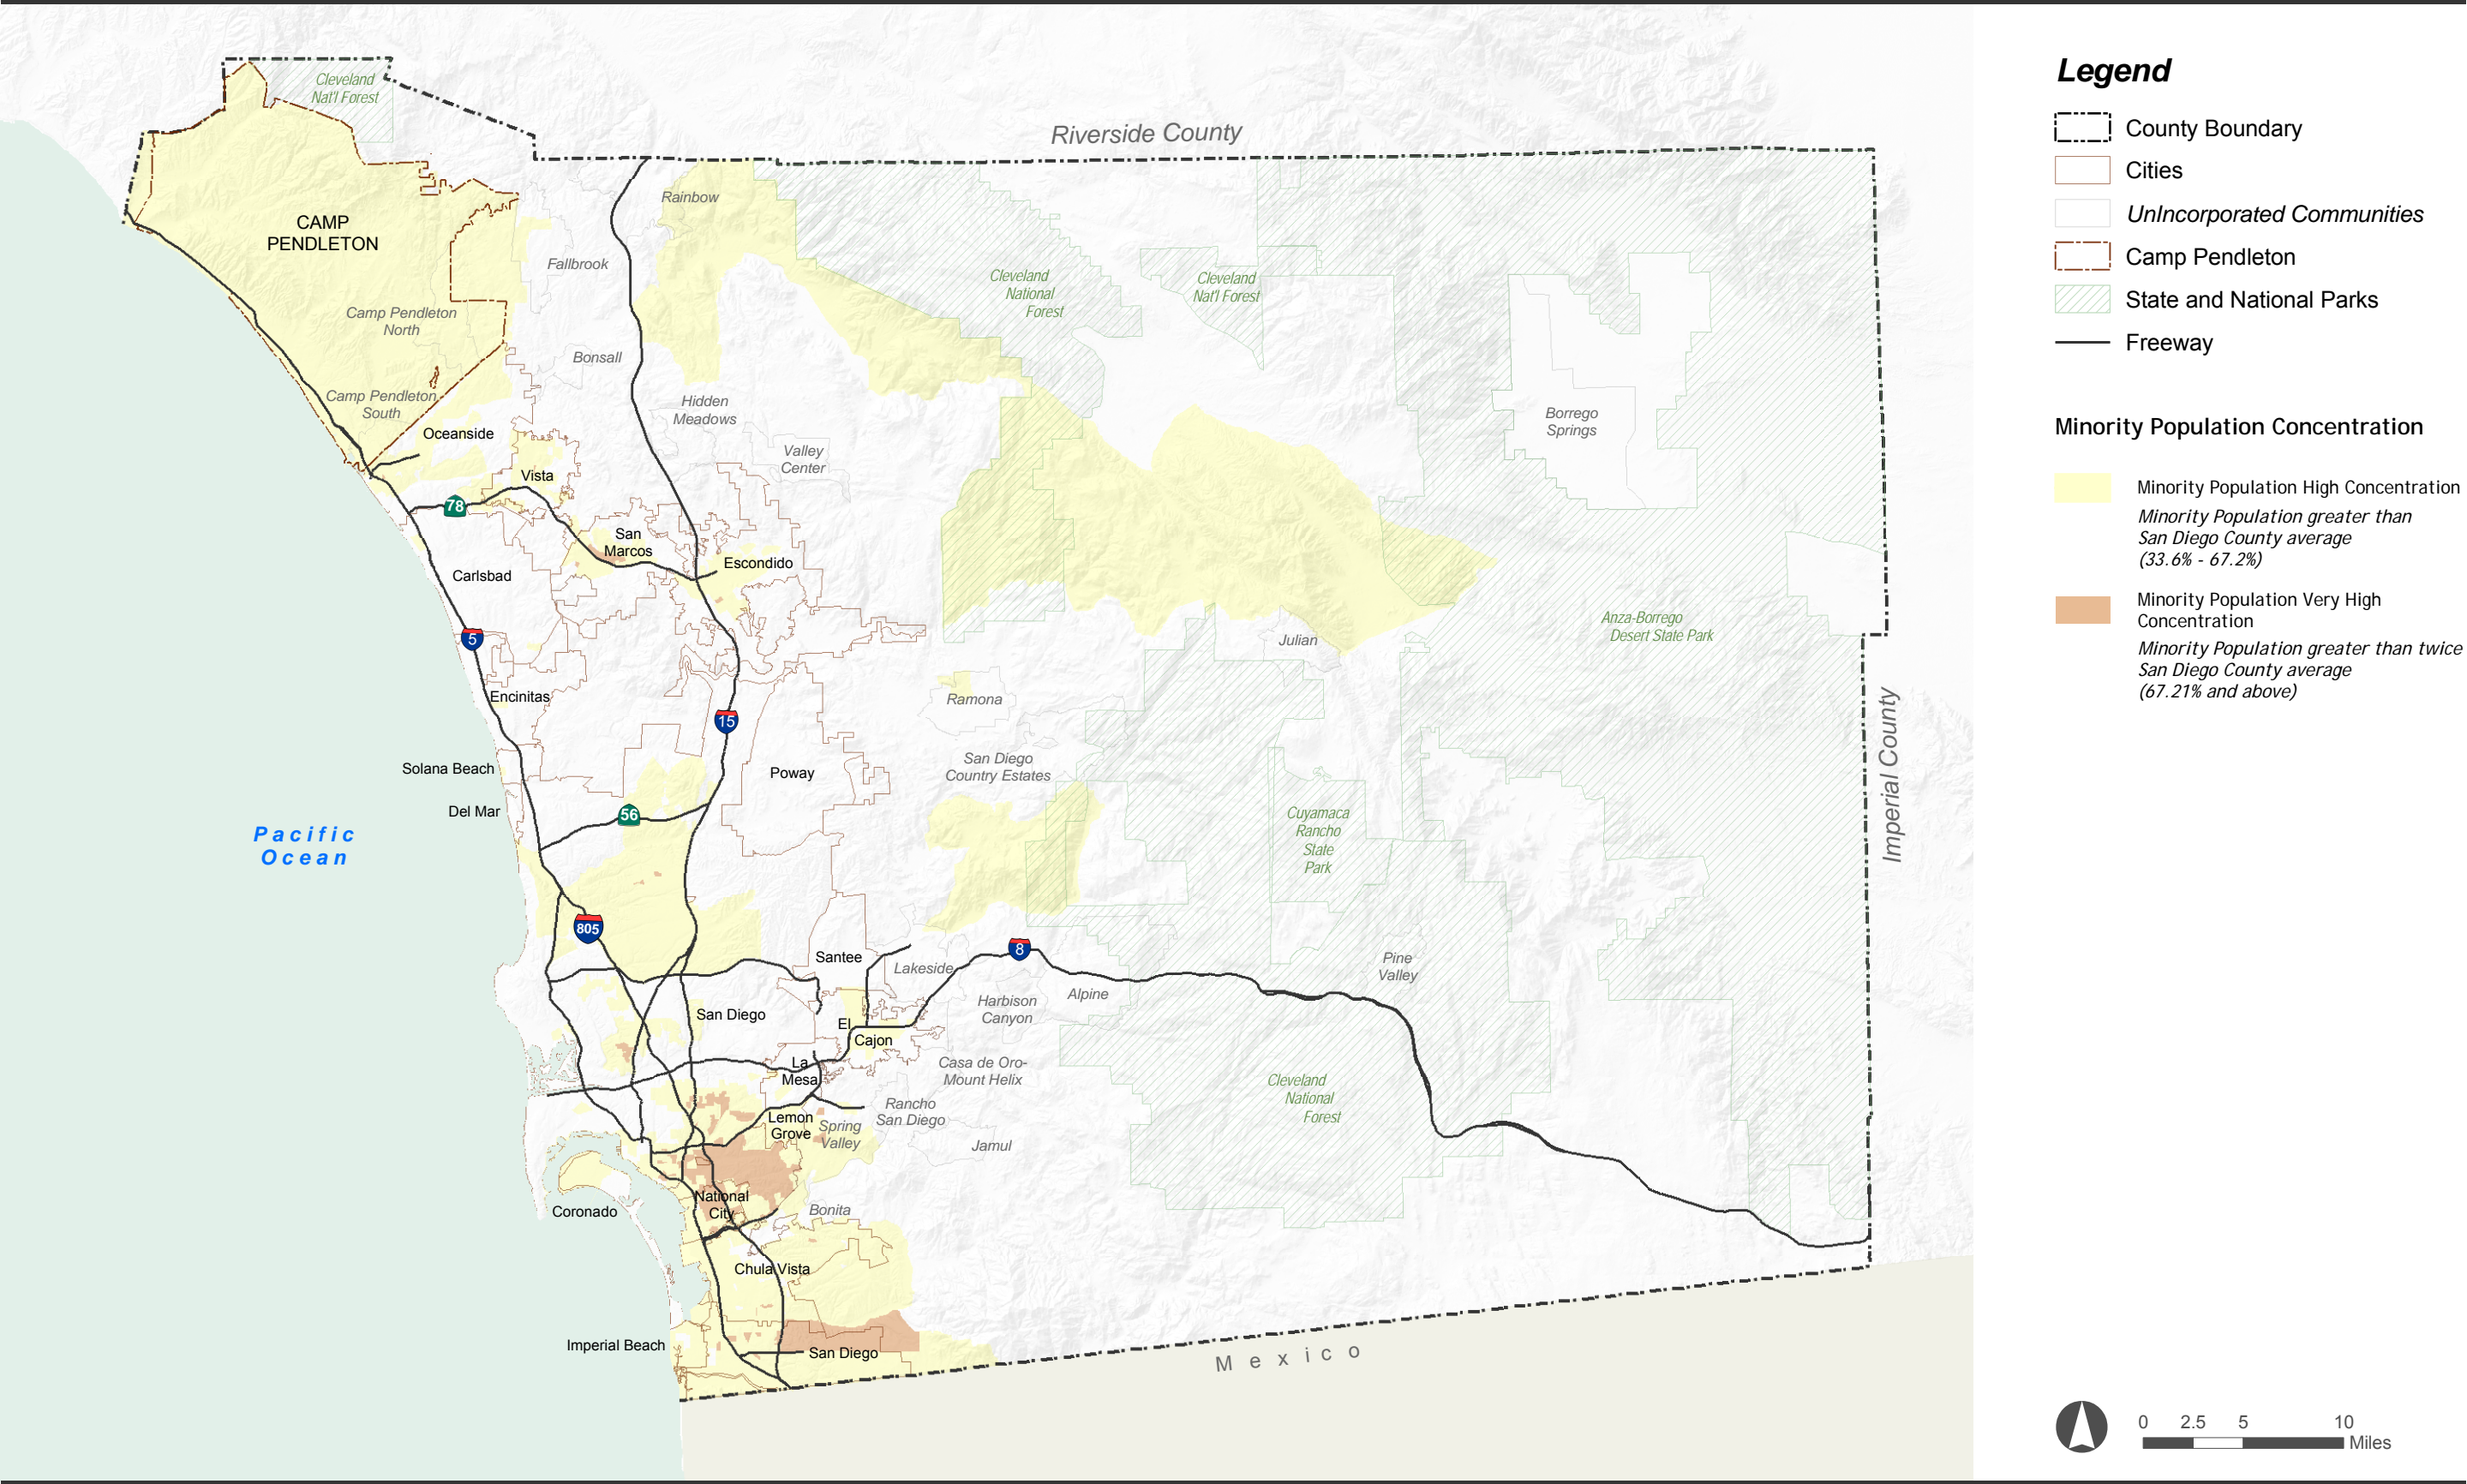 Cleveland
Nat'l Forest
Riverside County
Rainbow
CAMP
PENDLETON
Fallbrook
Cleveland
National
Forest
Cleveland
Nat'l Forest
Camp Pendleton
North
Bonsall
Camp Pendleton
South
Hidden
Meadows
Borrego
Springs
Oceanside
Valley
Center
Vista
78
San
Marcos
Escondido
Carlsbad
5
Anza-Borrego
Desert State Park
Julian
Encinitas
Ramona
15
Imperial County
Solana Beach
Poway
San Diego
Country Estates
Del Mar
56
Cuyamaca
Rancho
State
Park
Pacific
Ocean
805
8
Santee
Lakeside
Pine
Valley
Harbison
Canyon
Alpine
San Diego
El
Cajon
La
Mesa
Casa de Oro-
Mount Helix
Cleveland
National
Forest
Rancho
San Diego
Lemon
Grove
Spring
Valley
Jamul
National
City
Coronado
Bonita
Chula Vista
Imperial Beach
San Diego
Mexico
Legend
County Boundary
Cities
UnIncorporated Communities
Camp Pendleton
State and National Parks
Freeway
Minority Population Concentration
Minority Population High Concentration
Minority Population greater than
San Diego County average
(33.6% - 67.2%)
Minority Population Very High
Concentration
Minority Population greater than twice
San Diego County average
(67.21% and above)
0 2.5 5 10
Miles